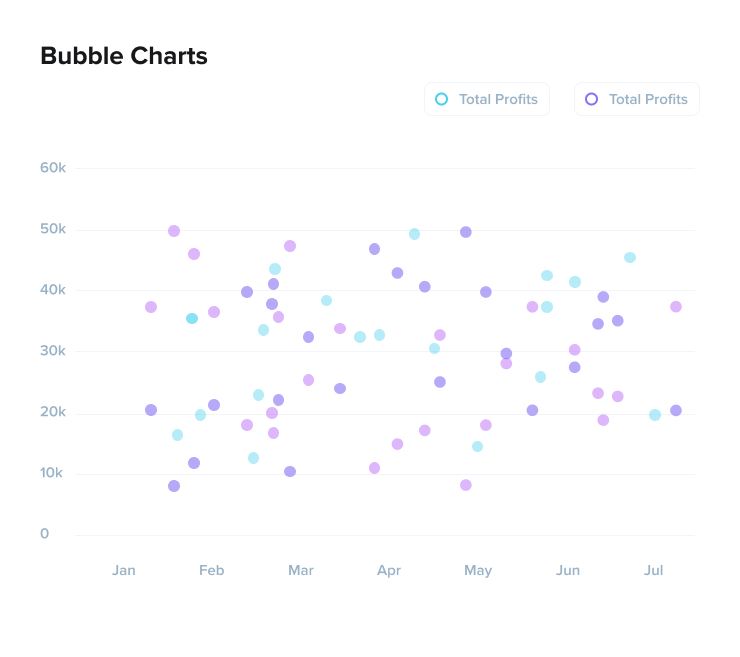 Bubble Charts
Total Profits
Total Profits
60k
50k
40k
30k
20k
10k
0
Jan Feb Mar Apr May Jun Jul